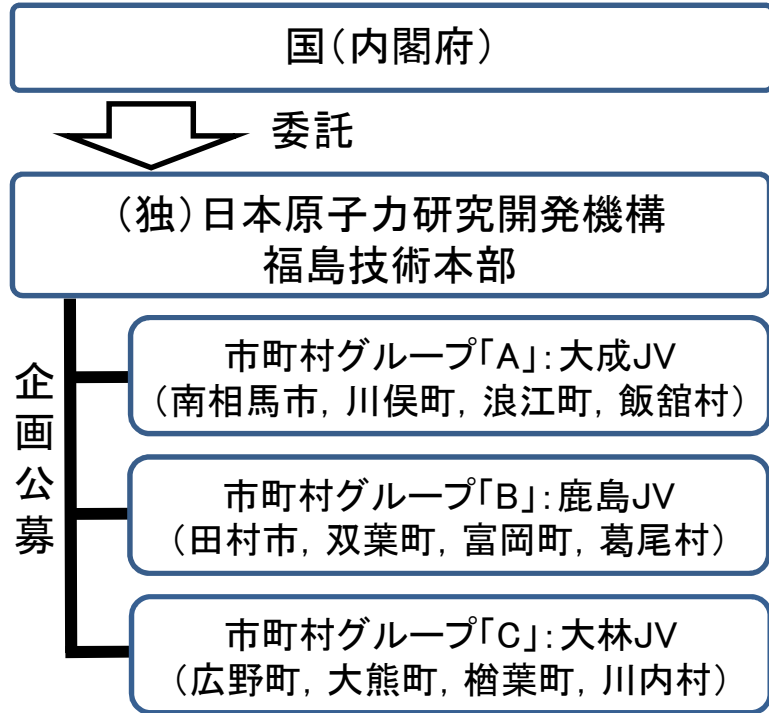 国(内閣府)
委託
(独)日本原子力研究開発機構
福島技術本部
企画公募
市町村グループ「A」:大成JV
(南相馬市, 川俣町, 浪江町, 飯舘村)
市町村グループ「B」:鹿島JV
(田村市, 双葉町, 富岡町, 葛尾村)
市町村グループ「C」:大林JV
(広野町, 大熊町, 楢葉町, 川内村)